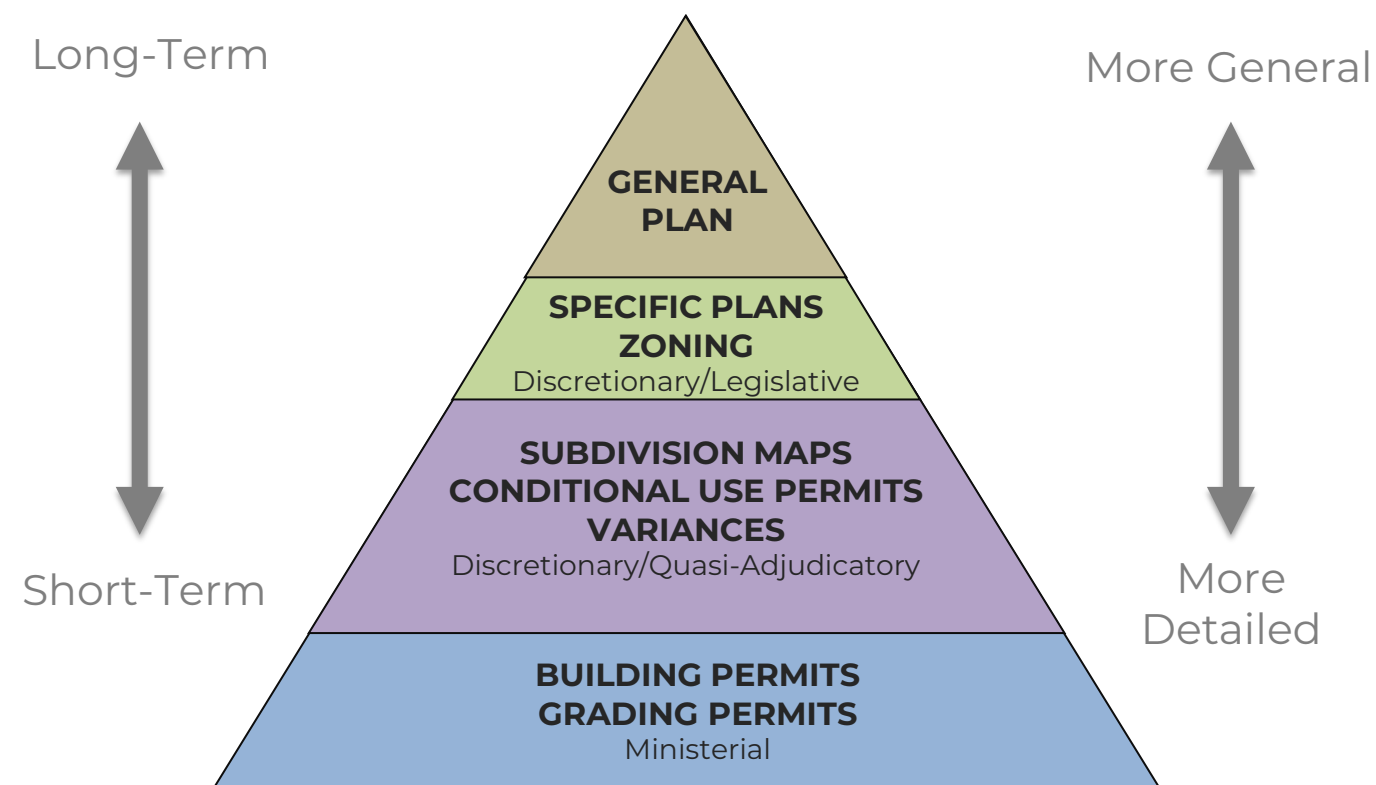 Long-Term
More General
GENERAL
PLAN
SPECIFIC PLANS
ZONING
Discretionary/Legislative
SUBDIVISION MAPS
CONDITIONAL USE PERMITS
VARIANCES
Discretionary/Quasi-Adjudicatory
Short-Term
More
Detailed
BUILDING PERMITS
GRADING PERMITS
Ministerial